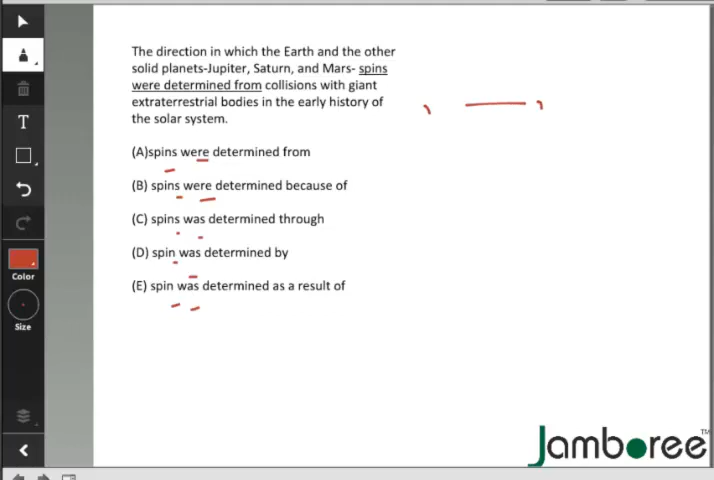 The direction in which the Earth and the other
solid planets-Jupiter, Saturn, and Mars- spins
were determined from collisions with giant
extraterrestrial bodies in the early history of
the solar system.
(A)spins were determined from
(B) spins were determined because of
(C) spins was determined through
(D) spin was determined by
(E) spin was determined as a result of
T
Color
Size
Jamboree™